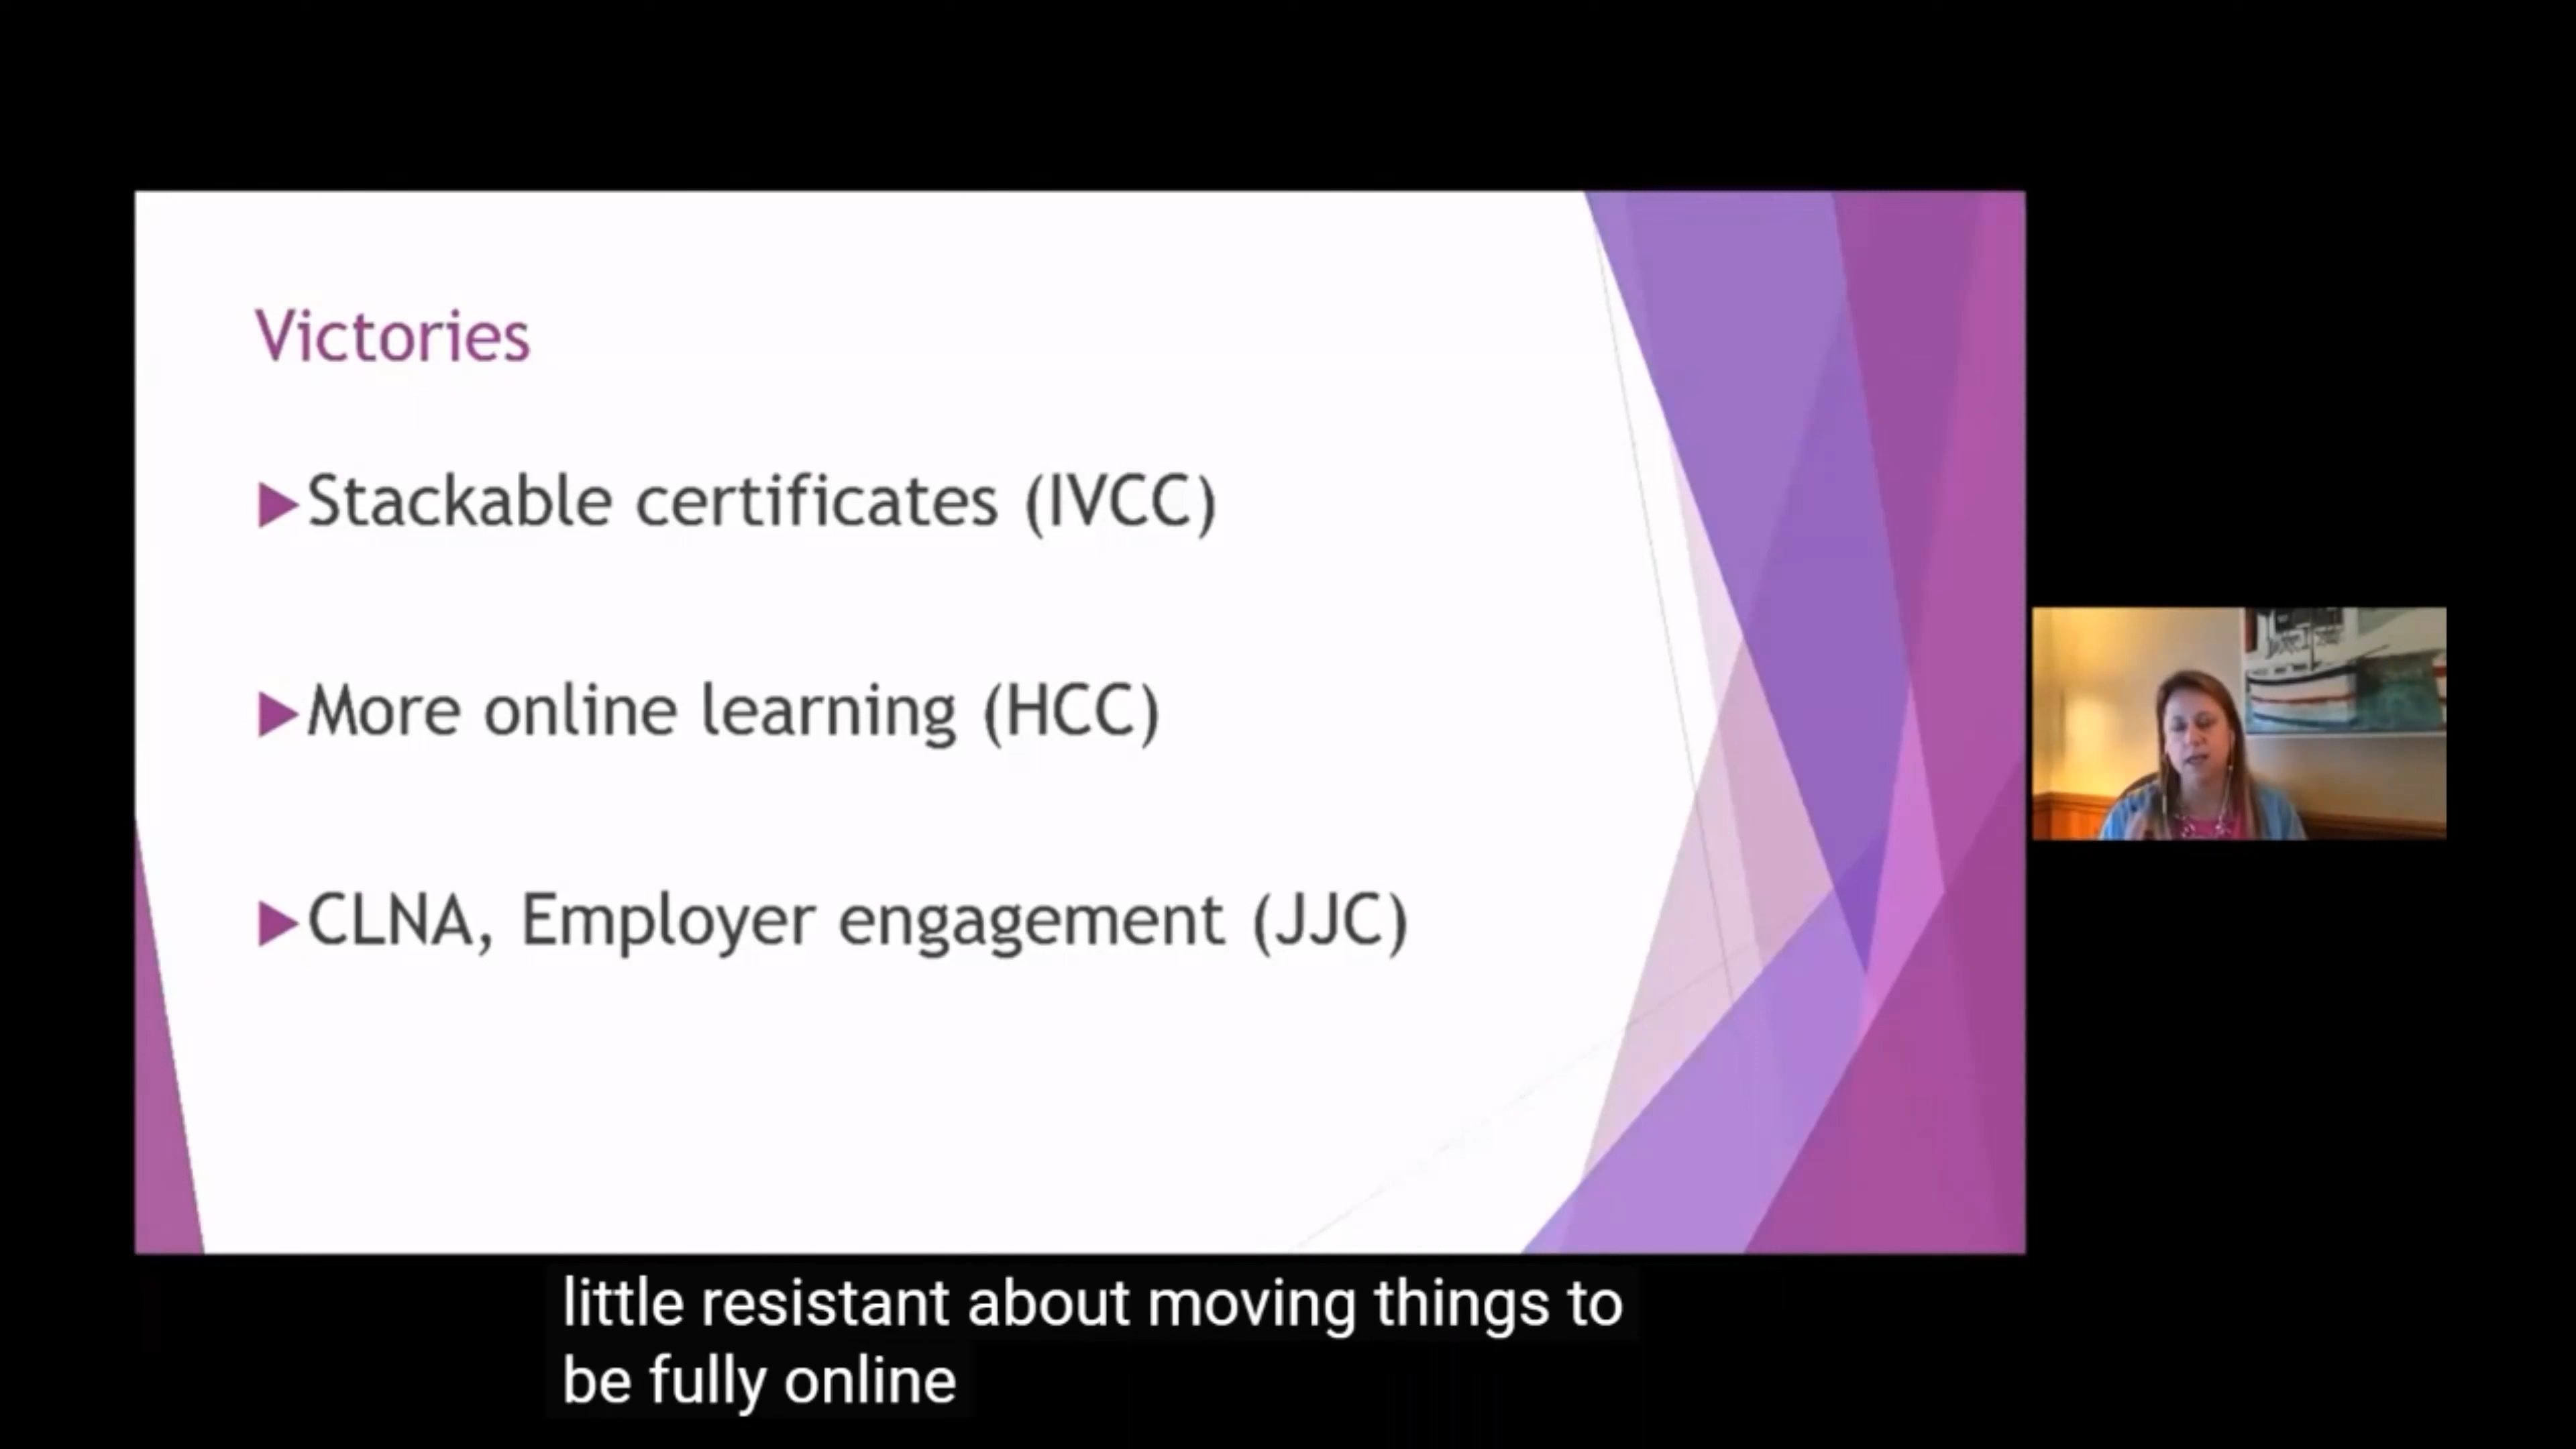 Victories
Stackable certificates (IVCC)
More online learning (HCC)
CLNA, Employer engagement (JJC)
little resistant about moving things to
be fully online